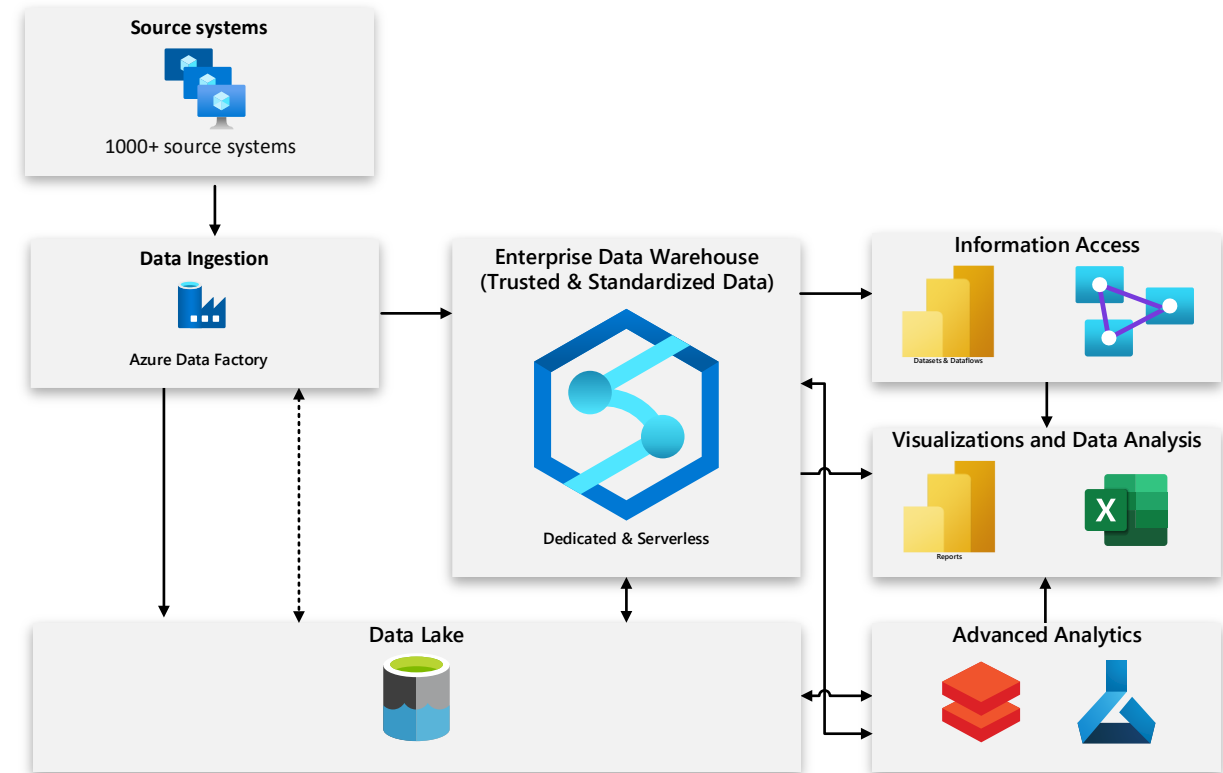 Source systems
1000+ source systems
Data Ingestion
Azure Data Factory
Enterprise Data Warehouse
(Trusted & Standardized Data)
Dedicated & Serverless
Information Access
Datasets & Dataflows
Visualizations and Data Analysis
Reports
X
Data Lake
Advanced Analytics